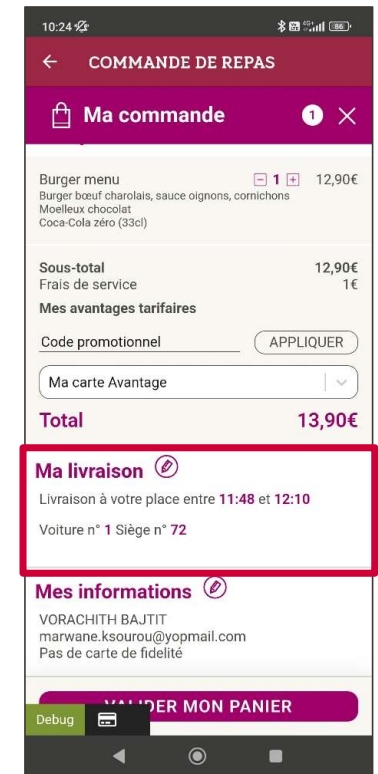 10:24
4G+ 86
COMMANDE DE REPAS
Ma commande 1
Burger menu 1 12,90€
Burger bœuf charolais, sauce oignons, cornichons
Moelleux chocolat
Coca-Cola zéro (33cl)
Sous-total 12,90€
Frais de service 1€
Mes avantages tarifaires
Code promotionnel APPLIQUER
Ma carte Avantage
Total 13,90€
Ma livraison
Livraison à votre place entre 11:48 et 12:10
Voiture n° 1 Siège n° 72
Mes informations
VORACHITH BAJTIT
marwane.ksourou@yopmail.com
Pas de carte de fidelité
MON PANIER
Debug